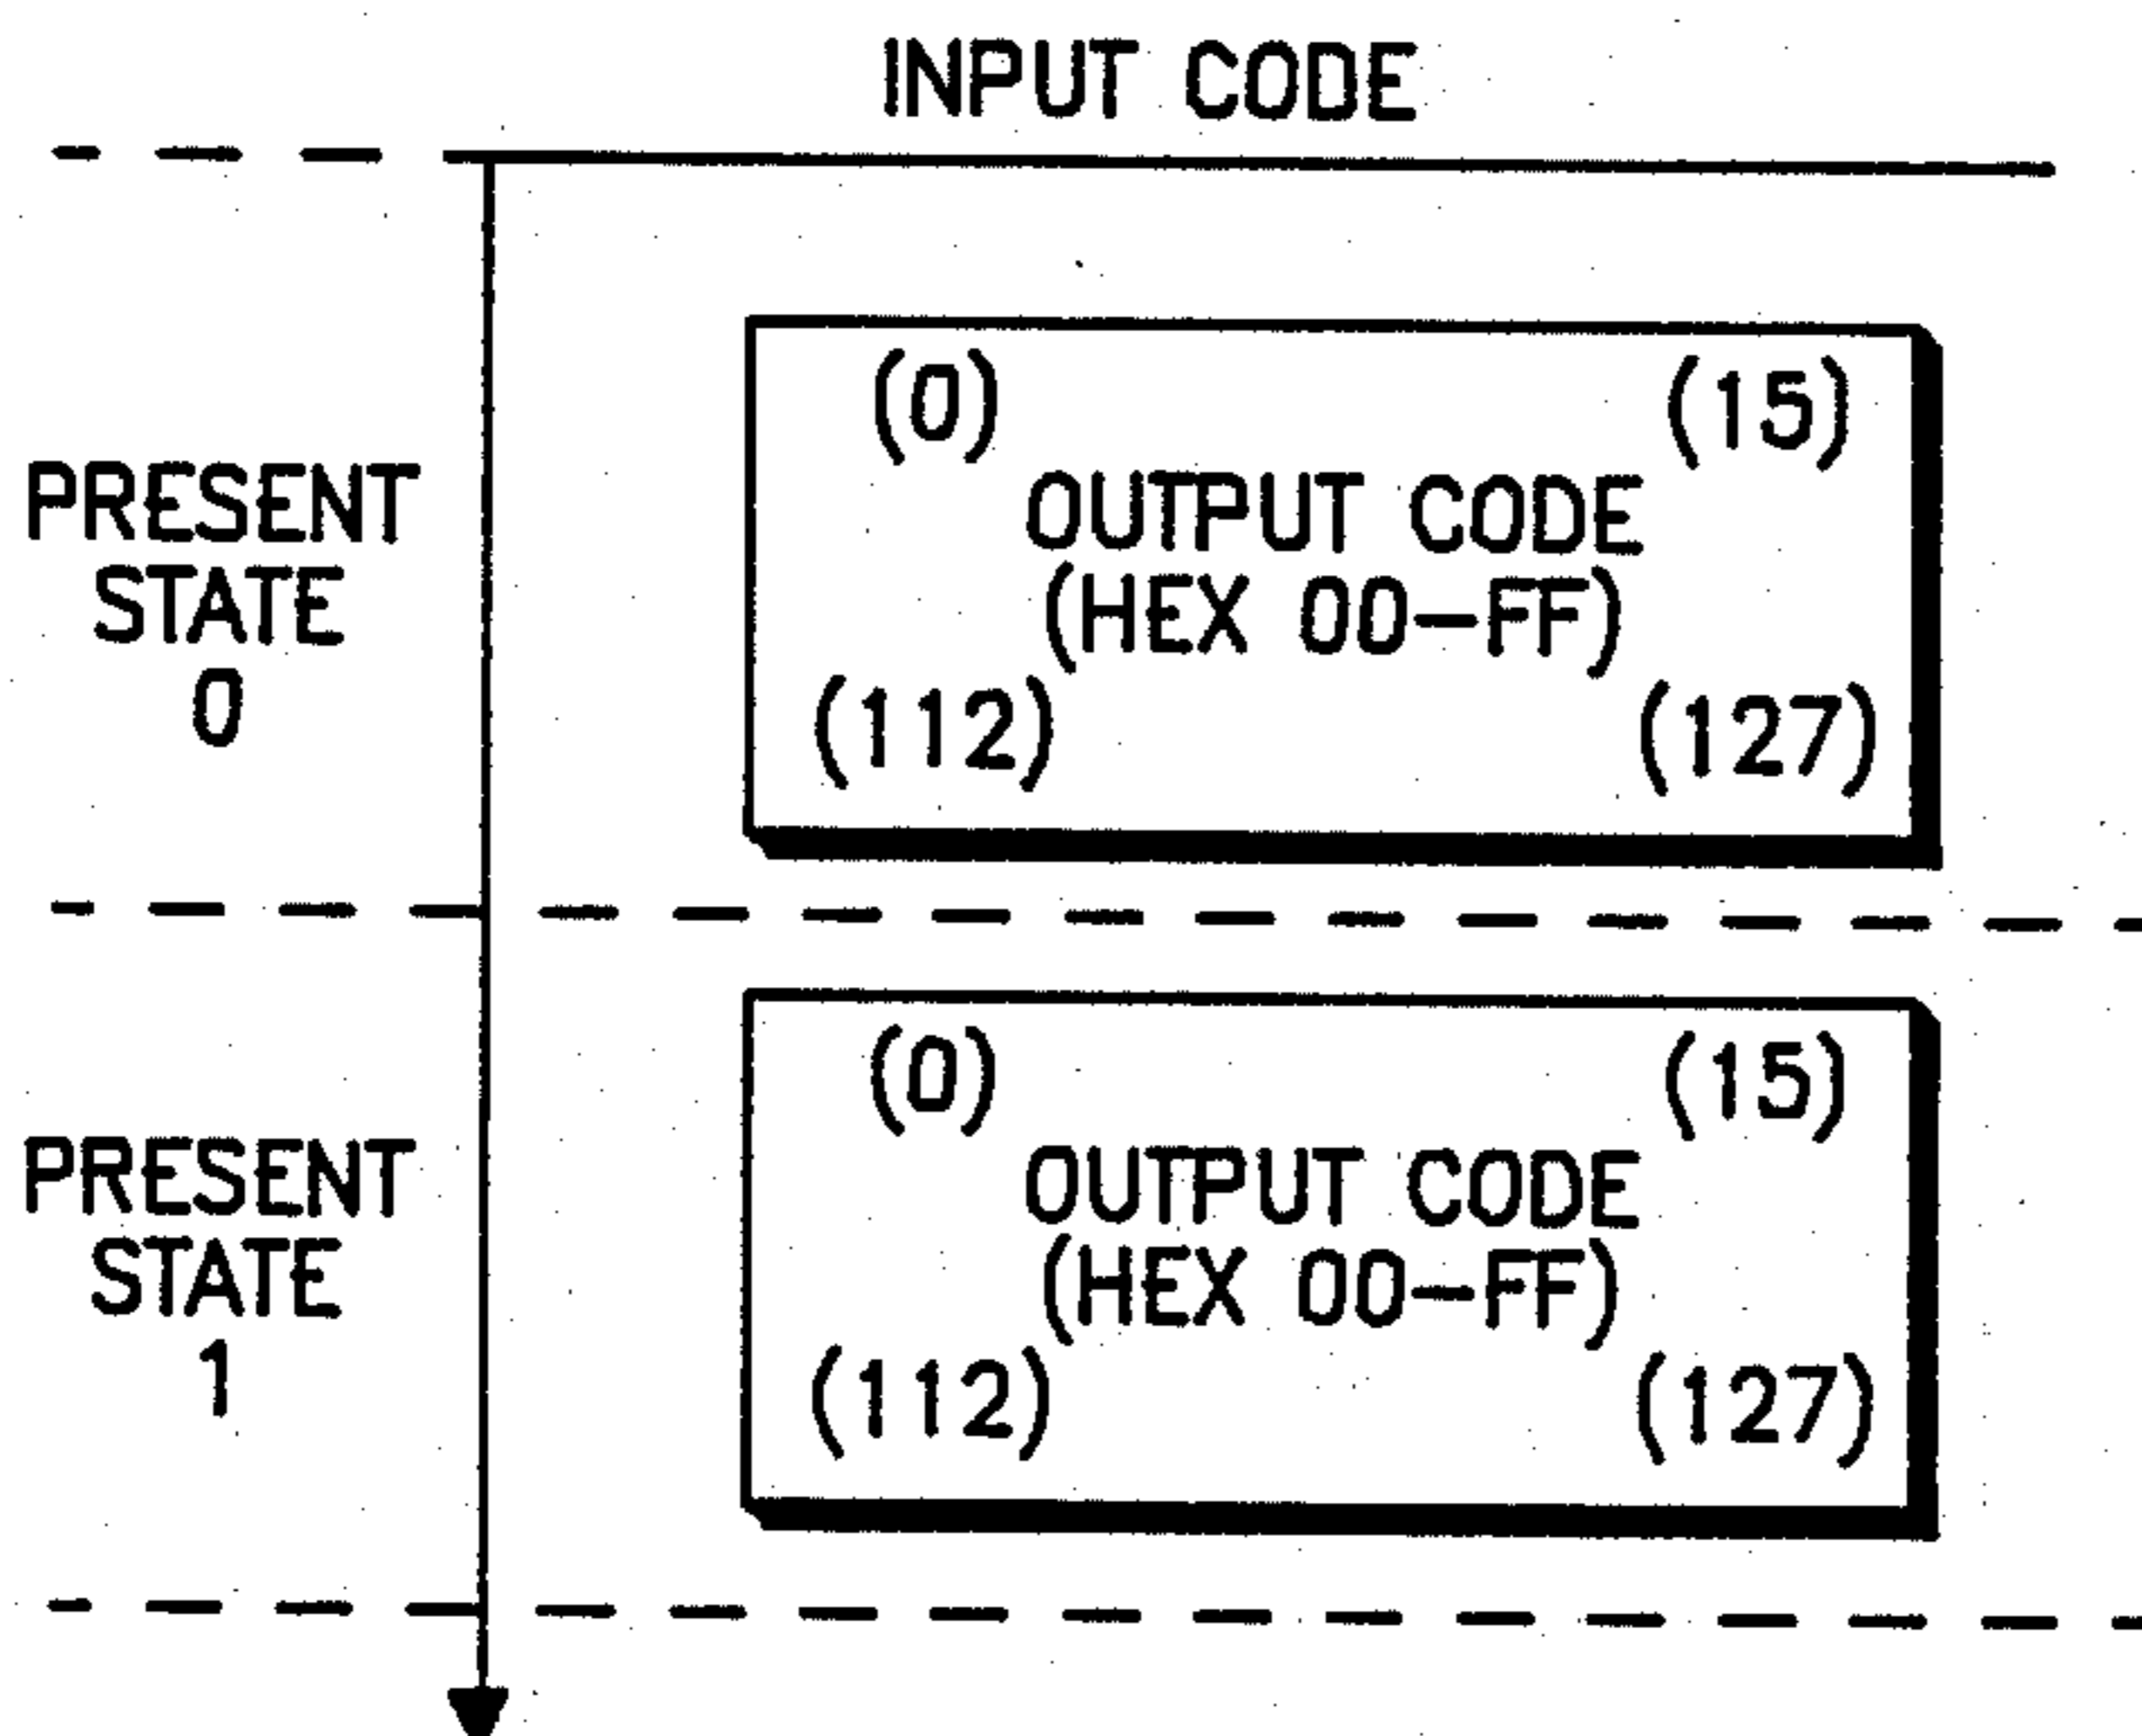 INPUT CODE
PRESENT
STATE
0
(0) (15)
OUTPUT CODE
(HEX 00-FF)
(112) (127)
PRESENT
STATE
1
(0) (15)
OUTPUT CODE
(HEX 00-FF)
(112) (127)